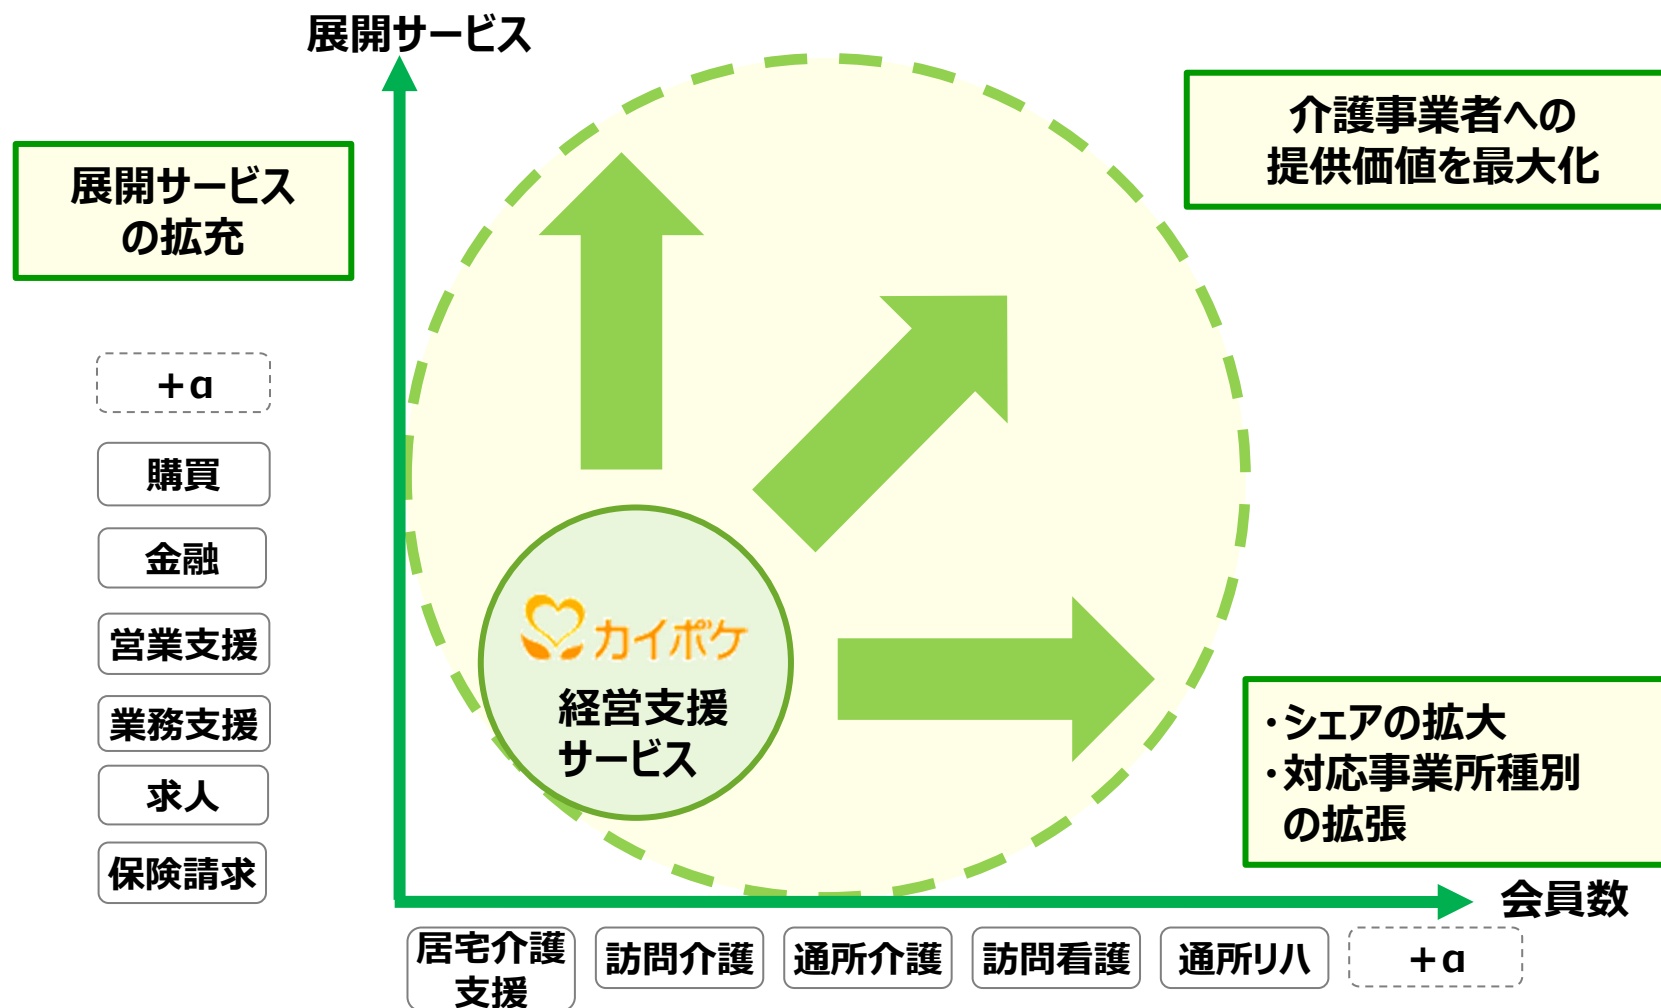 展開サービス
展開サービス
の拡充
介護事業者への
提供価値を最大化
+α
購買
金融
営業支援
業務支援
求人
保険請求
カイポケ
経営支援
サービス
・シェアの拡大
・対応事業所種別
の拡張
会員数
居宅介護
支援
訪問介護
通所介護
訪問看護
通所リハ
+α